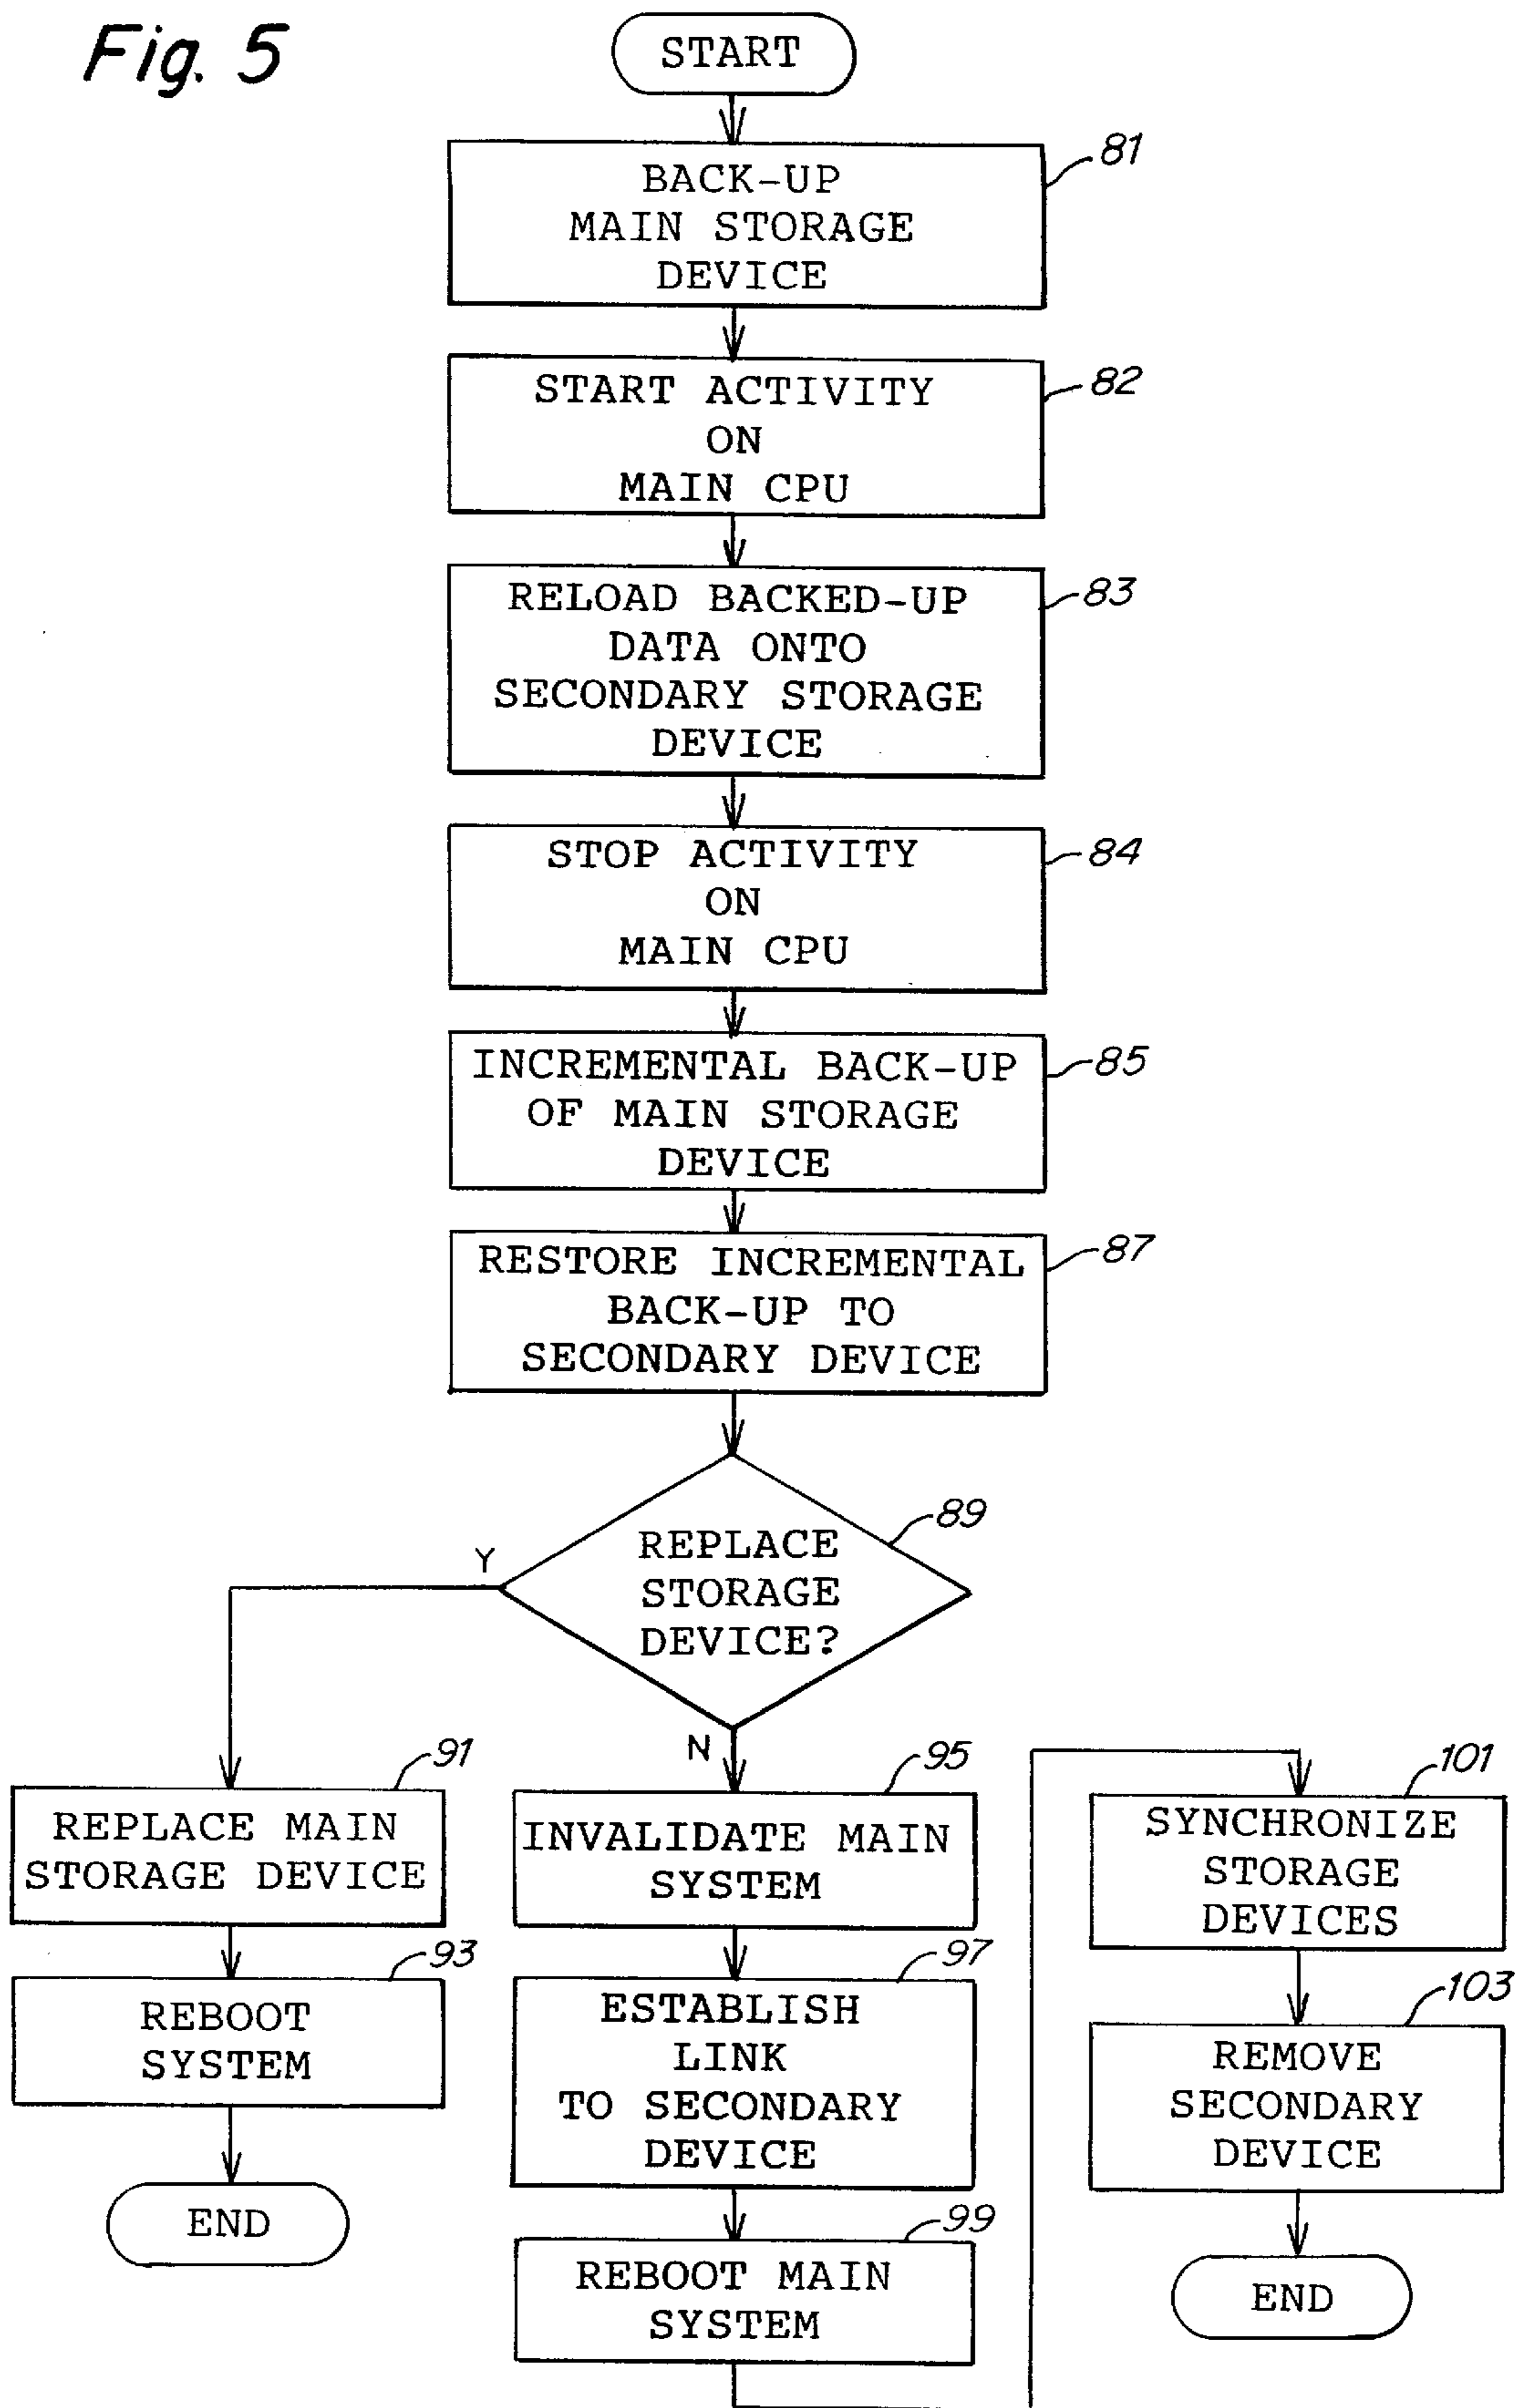 Fig. 5
START
81
BACK-UP
MAIN STORAGE
DEVICE
82
START ACTIVITY
ON
MAIN CPU
83
RELOAD BACKED-UP
DATA ONTO
SECONDARY STORAGE
DEVICE
84
STOP ACTIVITY
ON
MAIN CPU
85
INCREMENTAL BACK-UP
OF MAIN STORAGE
DEVICE
87
RESTORE INCREMENTAL
BACK-UP TO
SECONDARY DEVICE
89
REPLACE
STORAGE
DEVICE?
Y
N
91
REPLACE MAIN
STORAGE DEVICE
93
REBOOT
SYSTEM
END
95
INVALIDATE MAIN
SYSTEM
97
ESTABLISH
LINK
TO SECONDARY
DEVICE
99
REBOOT MAIN
SYSTEM
101
SYNCHRONIZE
STORAGE
DEVICES
103
REMOVE
SECONDARY
DEVICE
END